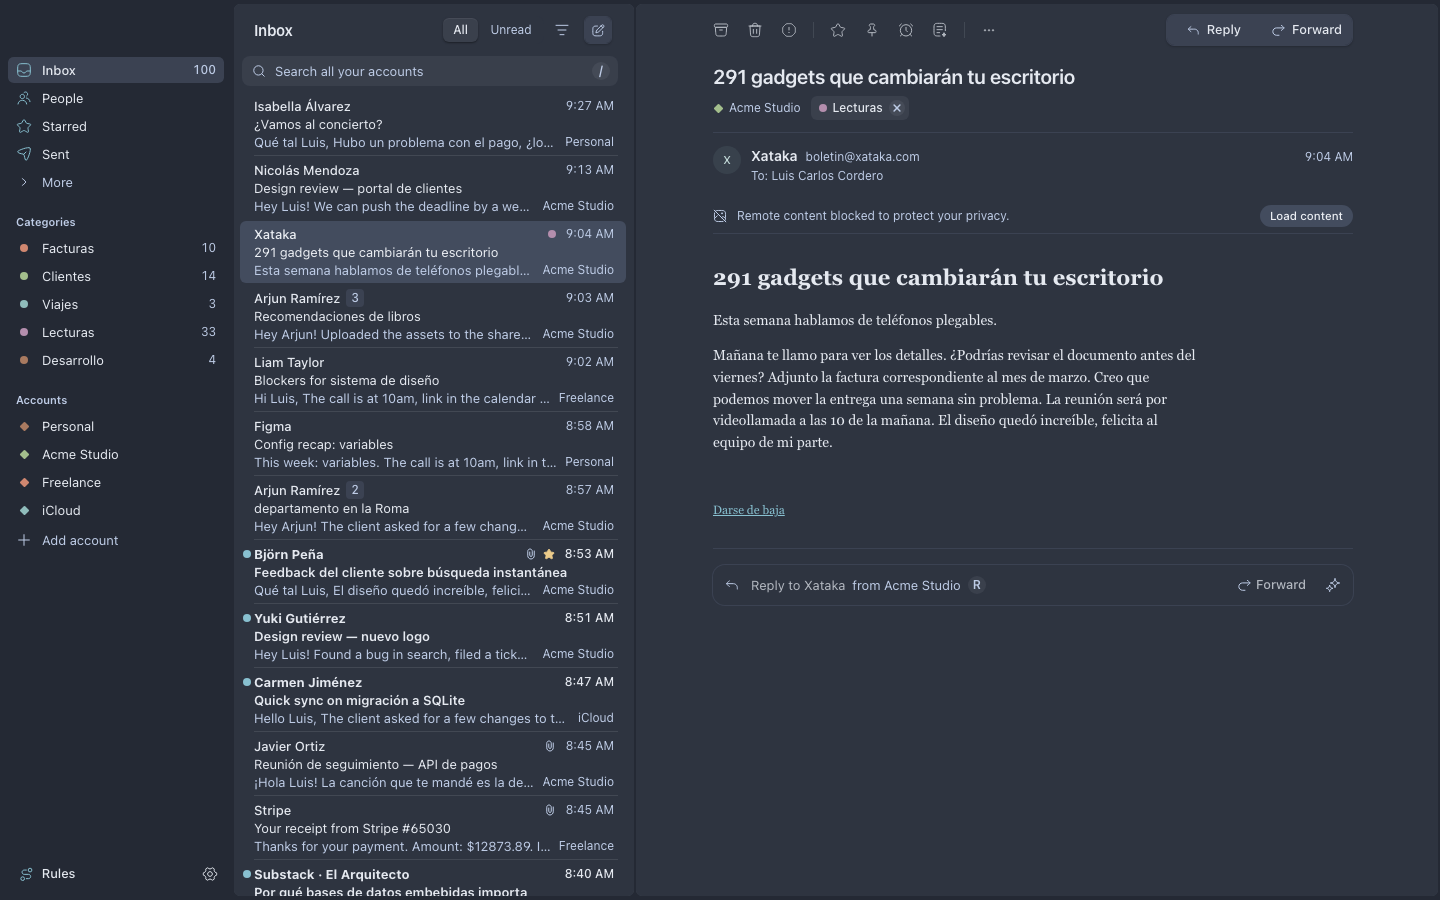 Inbox 100
People
Starred
Sent
More
Categories
Facturas 10
Clientes 14
Viajes 3
Lecturas 33
Desarrollo 4
Accounts
Personal
Acme Studio
Freelance
iCloud
Add account
Rules
Inbox All Unread
Search all your accounts /
Isabella Álvarez 9:27 AM
¿Vamos al concierto?
Qué tal Luis, Hubo un problema con el pago, ¿lo... Personal
Nicolás Mendoza 9:13 AM
Design review — portal de clientes
Hey Luis! We can push the deadline by a we... Acme Studio
Xataka 9:04 AM
291 gadgets que cambiarán tu escritorio
Esta semana hablamos de teléfonos plegabl... Acme Studio
Arjun Ramírez 3 9:03 AM
Recomendaciones de libros
Hey Arjun! Uploaded the assets to the share... Acme Studio
Liam Taylor 9:02 AM
Blockers for sistema de diseño
Hi Luis, The call is at 10am, link in the calendar ... Freelance
Figma 8:58 AM
Config recap: variables
This week: variables. The call is at 10am, link in t... Personal
Arjun Ramírez 2 8:57 AM
departamento en la Roma
Hey Arjun! The client asked for a few chang... Acme Studio
Björn Peña 8:53 AM
Feedback del cliente sobre búsqueda instantánea
Qué tal Luis, El diseño quedó increíble, felici... Acme Studio
Yuki Gutiérrez 8:51 AM
Design review — nuevo logo
Hey Luis! Found a bug in search, filed a tick... Acme Studio
Carmen Jiménez 8:47 AM
Quick sync on migración a SQLite
Hello Luis, The client asked for a few changes to t... iCloud
Javier Ortiz 8:45 AM
Reunión de seguimiento — API de pagos
¡Hola Luis! La canción que te mandé es la de... Acme Studio
Stripe 8:45 AM
Your receipt from Stripe #65030
Thanks for your payment. Amount: $12873.89. I... Freelance
Substack · El Arquitecto 8:40 AM
Por qué bases de datos embebidas importa
Reply Forward
291 gadgets que cambiarán tu escritorio
Acme Studio Lecturas
X Xataka boletin@xataka.com 9:04 AM
To: Luis Carlos Cordero
Remote content blocked to protect your privacy. Load content
291 gadgets que cambiarán tu escritorio
Esta semana hablamos de teléfonos plegables.
Mañana te llamo para ver los detalles. ¿Podrías revisar el documento antes del
viernes? Adjunto la factura correspondiente al mes de marzo. Creo que
podemos mover la entrega una semana sin problema. La reunión será por
videollamada a las 10 de la mañana. El diseño quedó increíble, felicita al
equipo de mi parte.
Darse de baja
Reply to Xataka from Acme Studio R Forward